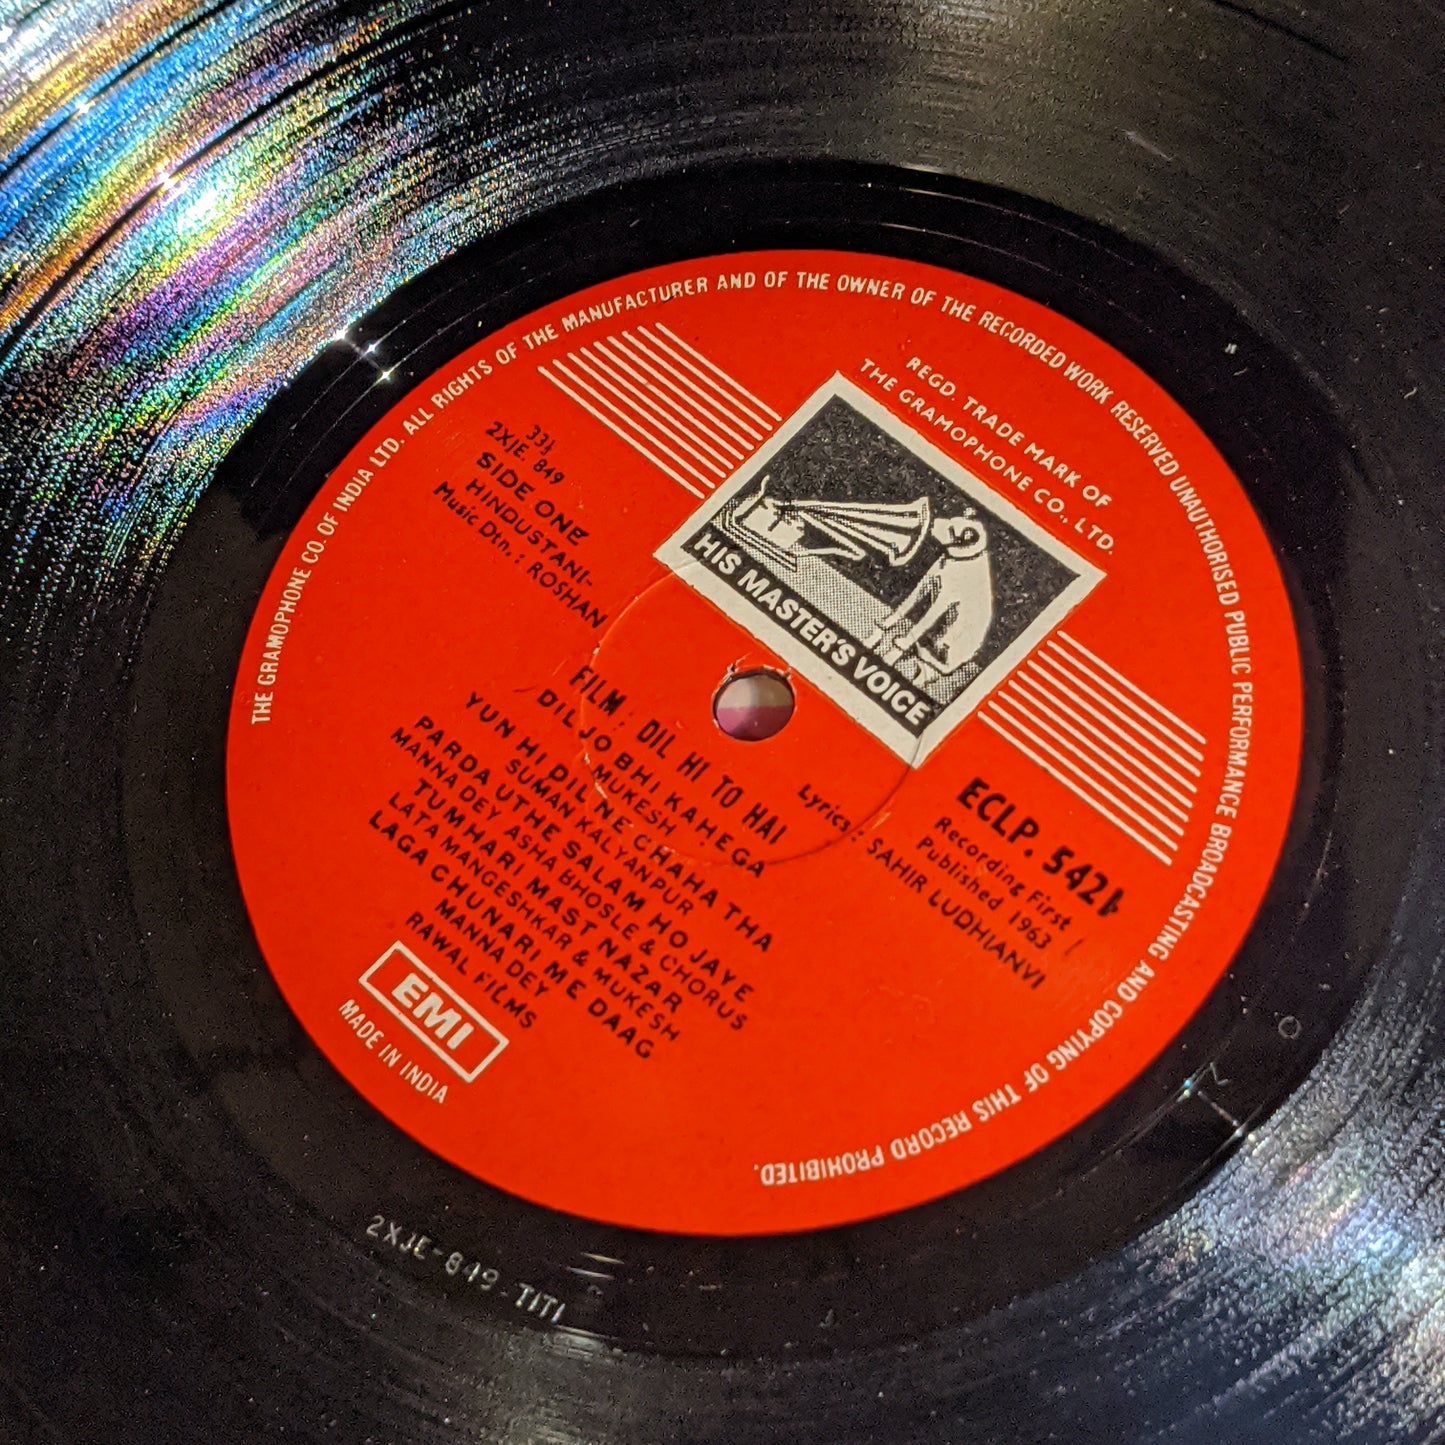 THE GRAMOPHONE CO. OF INDIA LTD. ALL RIGHTS OF THE MANUFACTURER AND OF THE OWNER OF THE RECORDED WORK RESERVED UNAUTHORISED PUBLIC PERFORMANCE BROADCASTING AND COPYING OF THIS RECORD PROHIBITED.
REGD. TRADE MARK OF
THE GRAMOPHONE CO., LTD.
HIS MASTER'S VOICE
33⅓
2XJE 849
SIDE ONE
HINDUSTANI-
Music Dtn. : ROSHAN
ECLP. 5421
Recording First
Published 1963
Lyrics : SAHIR LUDHIANVI
FILM : DIL HI TO HAI
DIL JO BHI KAHEGA
MUKESH
YUN HI DIL NE CHAHA THA
SUMAN KALYANPUR
PARDA UTHE SALAM HO JAYE
MANNA DEY ASHA BHOSLE & CHORUS
TUMHARI MAST NAZAR
LATA MANGESHKAR & MUKESH
LAGA CHUNARI ME DAAG
MANNA DEY
RAWAL FILMS
EMI
MADE IN INDIA
2XJE-849-T1T1